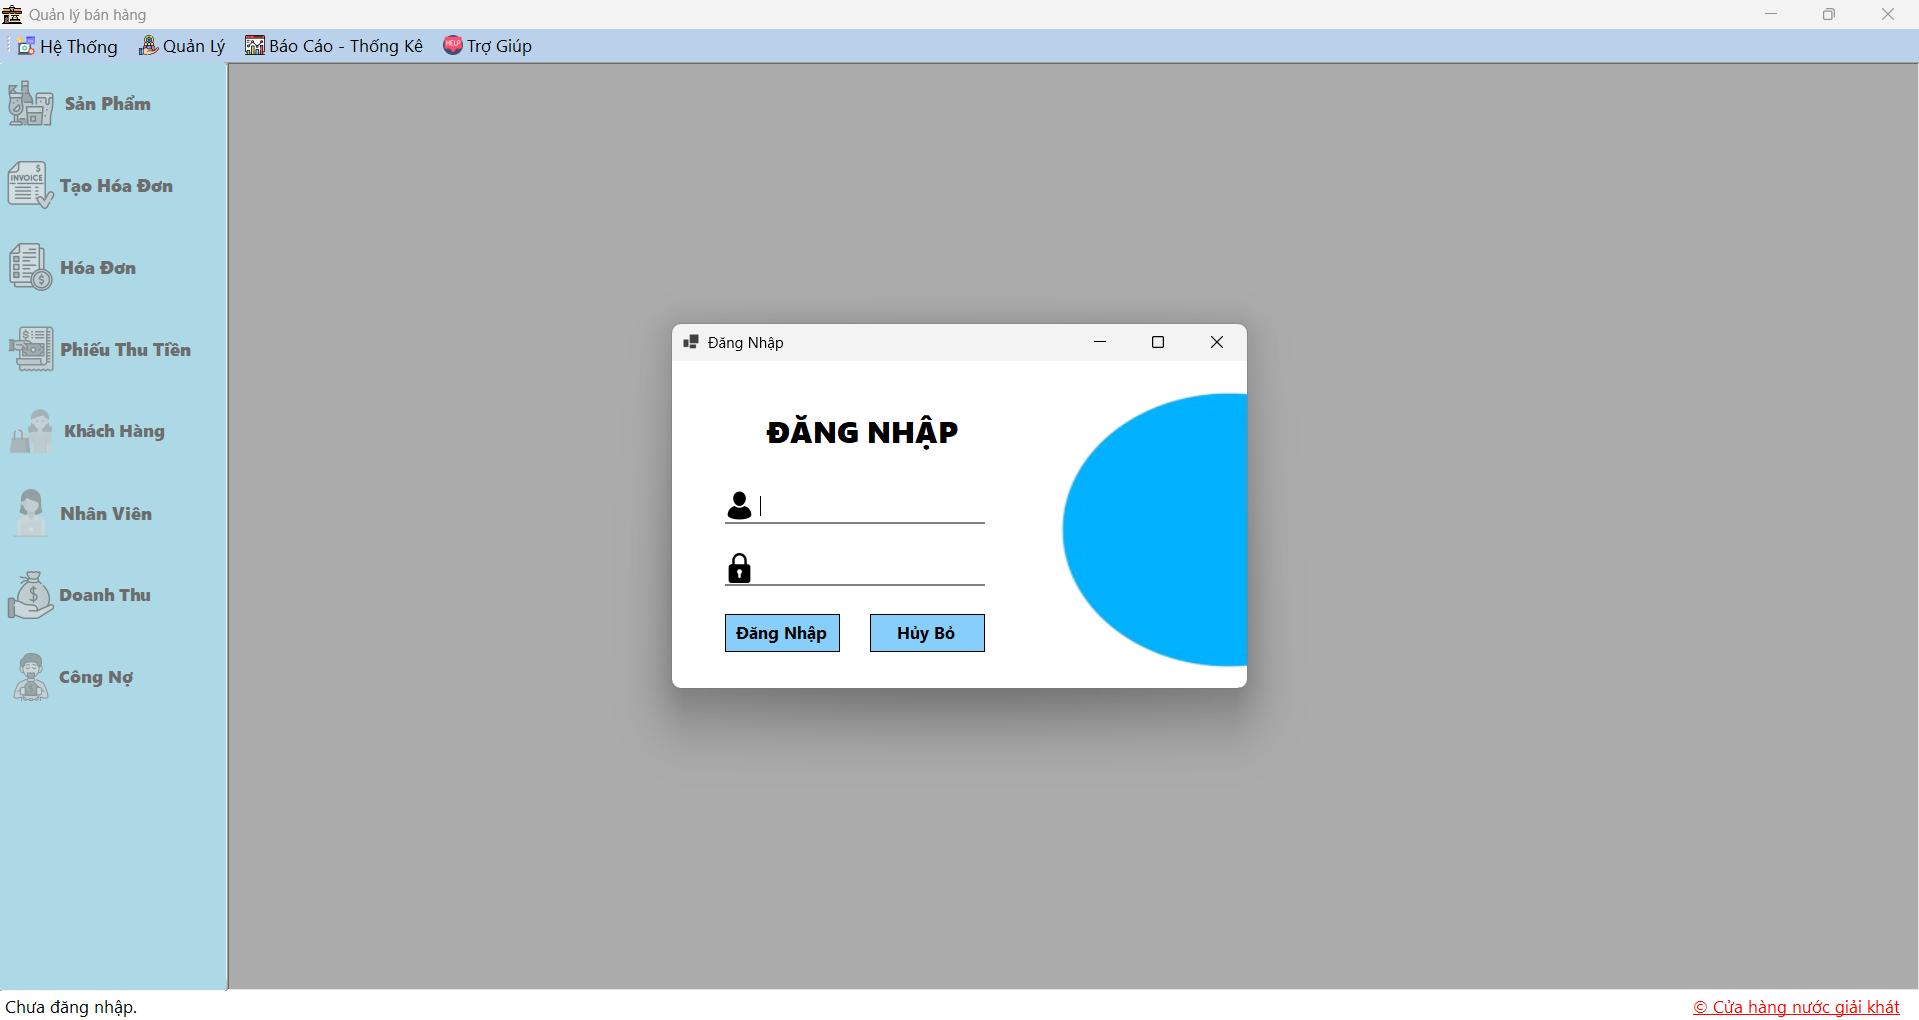 Quản lý bán hàng
Hệ Thống Quản Lý Báo Cáo - Thống Kê HELP Trợ Giúp
Sản Phẩm
INVOICE
Tạo Hóa Đơn
Hóa Đơn
Phiếu Thu Tiền
Khách Hàng
Nhân Viên
Doanh Thu
Công Nợ
Đăng Nhập
ĐĂNG NHẬP
Đăng Nhập Hủy Bỏ
Chưa đăng nhập.
© Cửa hàng nước giải khát